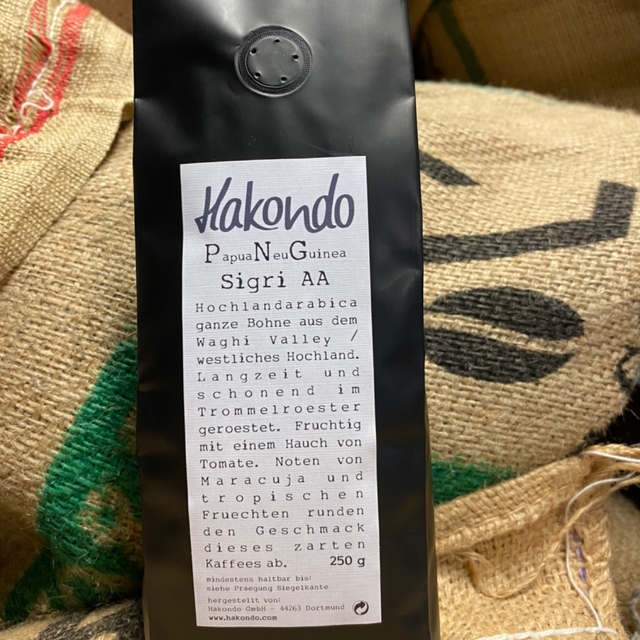 Hakondo
PapuaNeuGuinea
Sigri AA
Hochlandarabica
ganze Bohne aus dem
Waghi Valley /
westliches Hochland.
Langzeit und
schonend im
Trommelroester
geroestet. Fruchtig
mit einem Hauch von
Tomate. Noten von
Maracuja und
tropischen
Fruechten runden
den Geschmack
dieses zarten
Kaffees ab. 250 g
mindestens haltbar bis:
siehe Praegung Siegelkante
hergestellt von:
Hakondo GmbH - 44263 Dortmund
www.hakondo.com